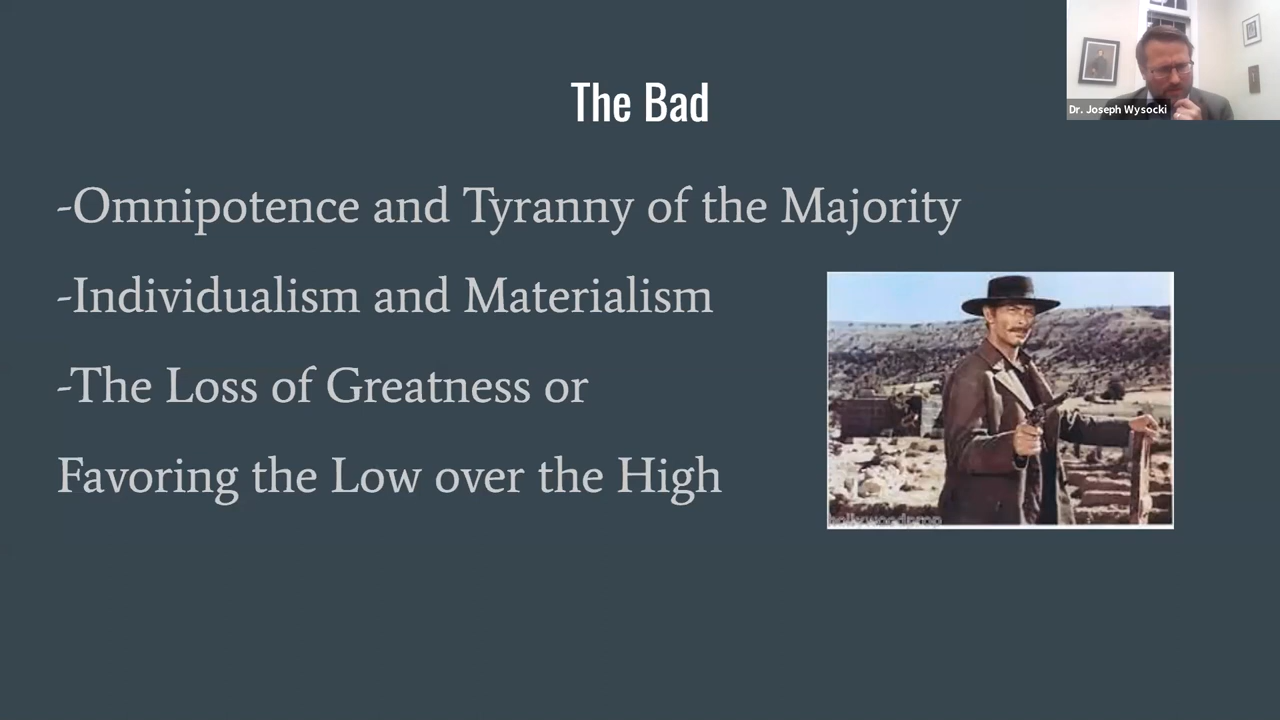 Dr. Joseph Wysocki
The Bad
-Omnipotence and Tyranny of the Majority
-Individualism and Materialism
-The Loss of Greatness or
Favoring the Low over the High
hollywoodprop